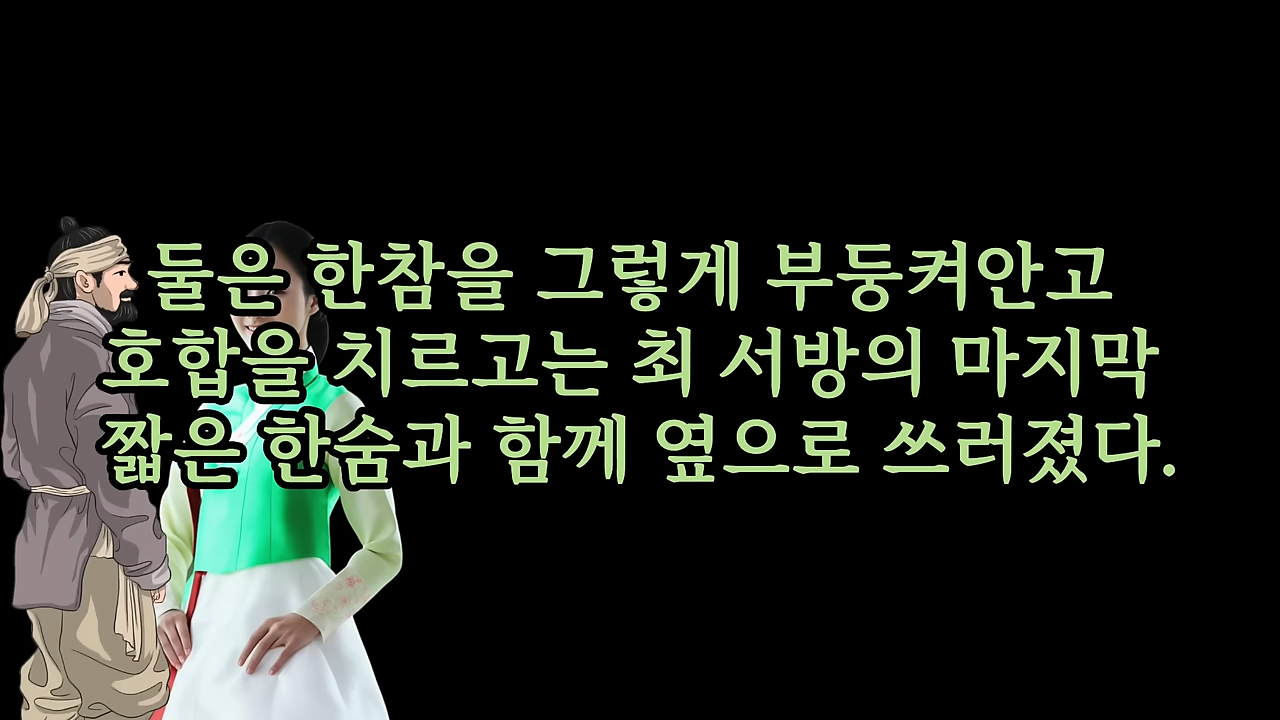 둘은 한참을 그렇게 부둥켜안고
호합을 치르고는 최 서방의 마지막
짧은 한숨과 함께 옆으로 쓰러졌다.